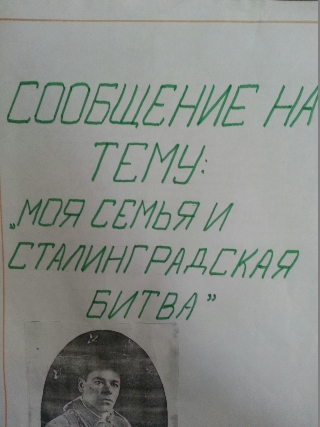 СООБЩЕНИЕ НА
ТЕМУ:
„МОЯ СЕМЬЯ И
СТАЛИНГРАДСКАЯ
БИТВА”